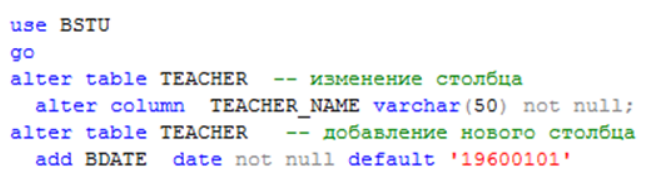 use BSTU
go
alter table TEACHER -- изменение столбца
alter column TEACHER_NAME varchar(50) not null;
alter table TEACHER -- добавление нового столбца
add BDATE date not null default '19600101'